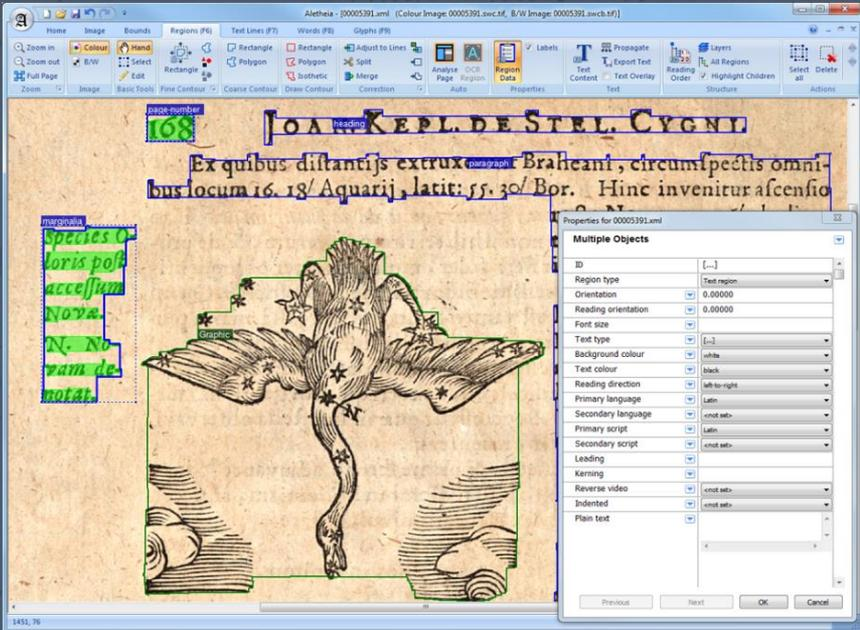 Aletheia - [00005391.xml (Colour Image: 00005391.swc.tif, B/W Image: 00005391.swcb.tif)]
Home Image Bounds Regions (F6) Text Lines (F7) Words (F8) Glyphs (F9)
Zoom in
Zoom out
Full Page
Zoom
Colour
B/W
Image
Hand
Select
Edit
Basic Tools
Rectangle
Fine Contour
Rectangle
Polygon
Coarse Contour
Rectangle
Polygon
Isothetic
Draw Contour
Adjust to Lines
Split
Merge
Correction
Analyse Page
OCR Region
Auto
Region Data
Labels
Properties
Text Content
Propagate
Export Text
Text Overlay
Text
Reading Order
Layers
All Regions
Highlight Children
Structure
Select all
Delete
Actions
page-number
168
heading
JOA KEPL. DE STEL. CYGNI.
paragraph
Ex quibus diſtantijs extrux Braheani, circumſpectis omni-
bus locum 16. 18/ Aquarij, latit: 55. 30/ Bor. Hinc invenitur aſcenſio
marginalia
Species O-
loris poſt
acceſſum
Novæ.
N. No
vam de-
notat.
Graphic
N
Properties for 00005391.xml
Multiple Objects
ID [...]
Region type Text region
Orientation 0.00000
Reading orientation 0.00000
Font size
Text type [...]
Background colour white
Text colour black
Reading direction left-to-right
Primary language Latin
Secondary language <not set>
Primary script Latin
Secondary script <not set>
Leading
Kerning
Reverse video <not set>
Indented <not set>
Plain text
Previous Next OK Cancel
1451, 76